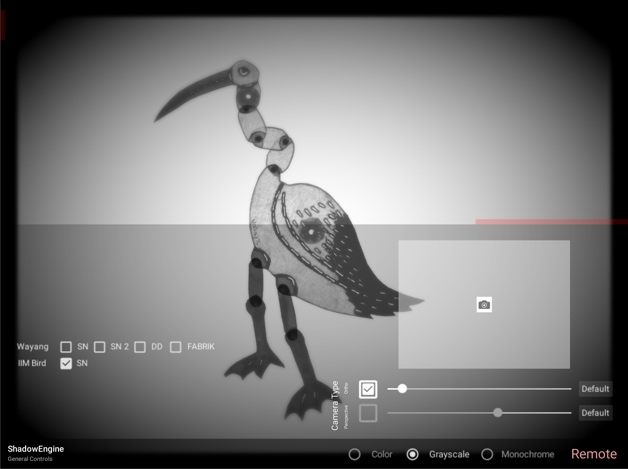 Wayang SN SN 2 DD FABRIK
IIM Bird SN
Camera Type
Ortho
Perspective
Default
Default
ShadowEngine
General Controls
Color Grayscale Monochrome Remote